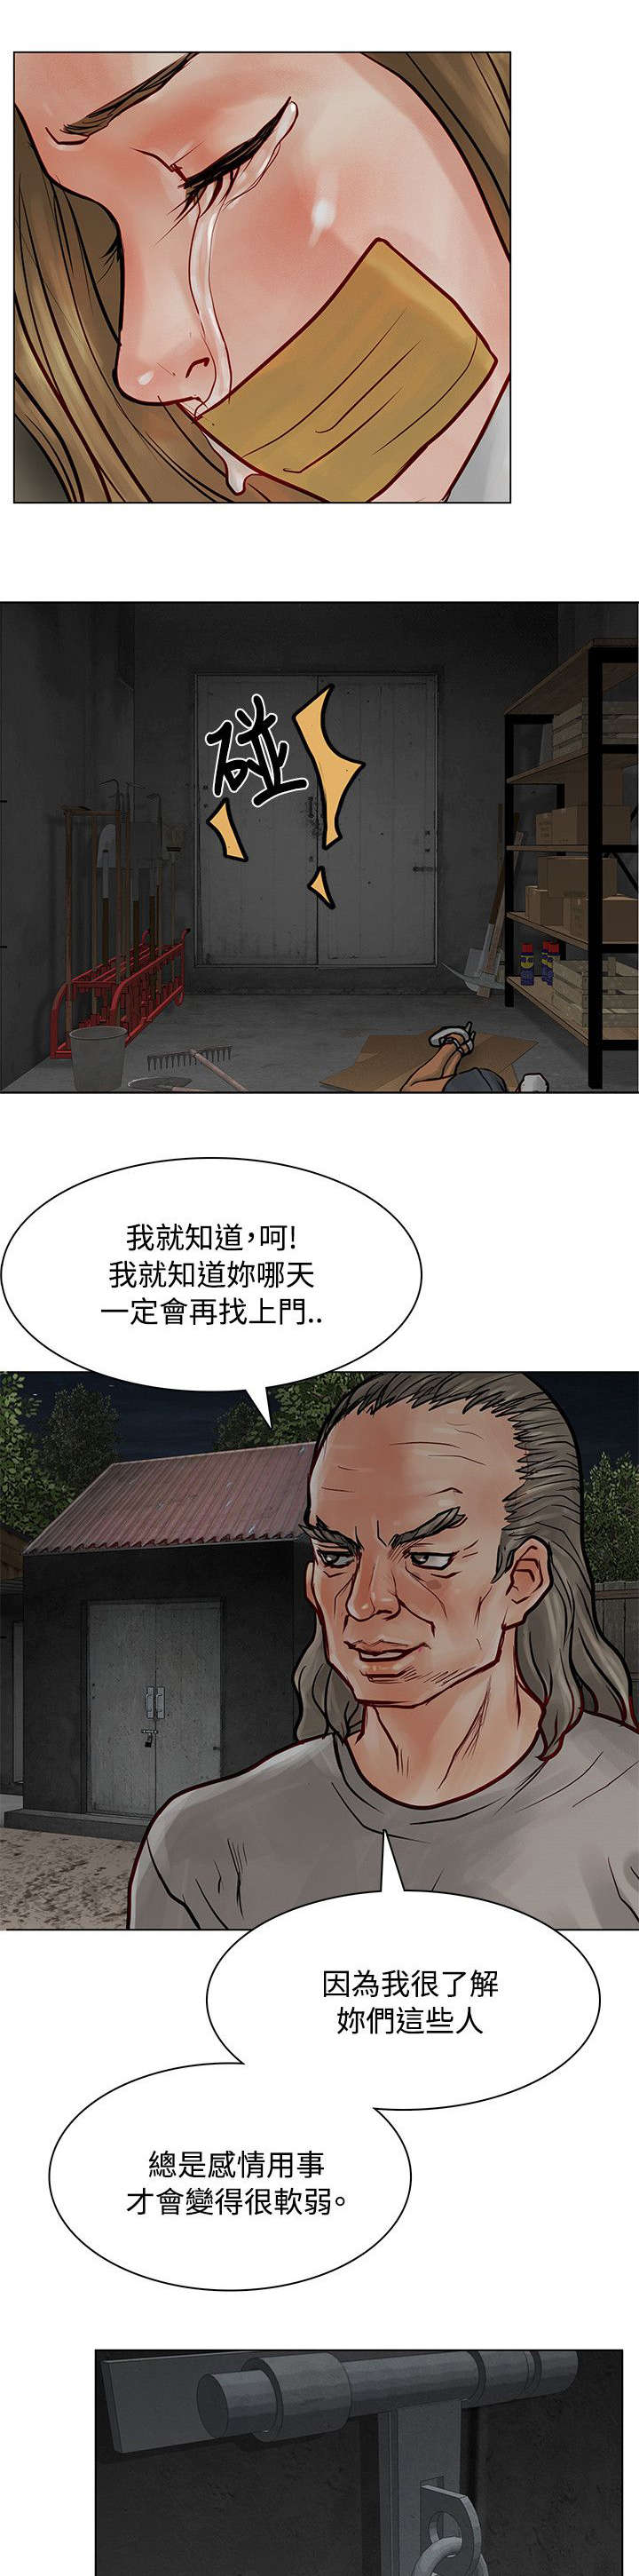 碰
我就知道，呵!
我就知道妳哪天
一定會再找上門..
因為我很了解
妳們這些人
總是感情用事
才會變得很軟弱。